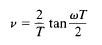 ν = 2/T tan ωT/2